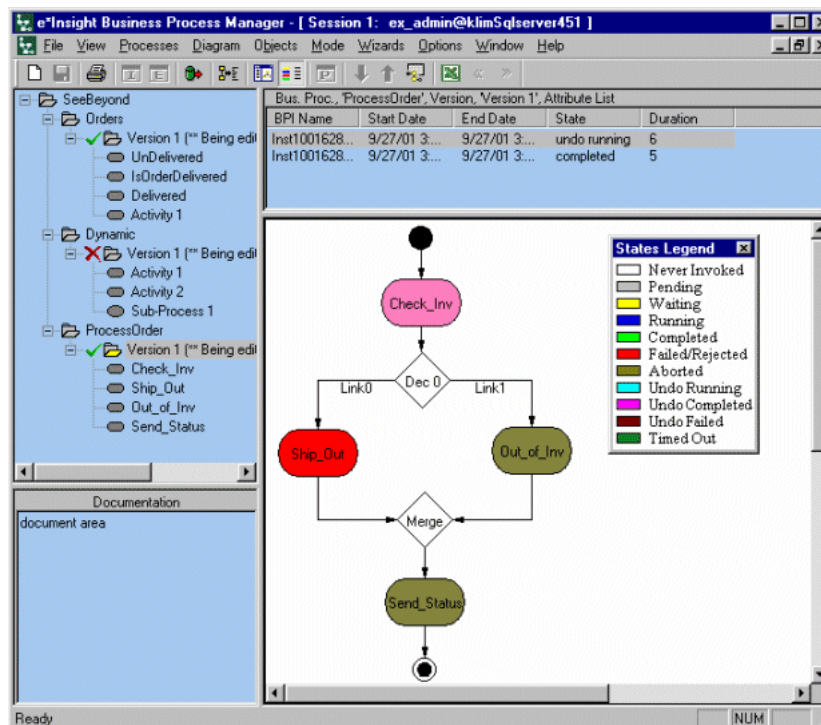 e*Insight Business Process Manager - [ Session 1: ex_admin@klimSqlserver451 ]
File View Processes Diagram Objects Mode Wizards Options Window Help
SeeBeyond
Orders
Version 1 (** Being edi
UnDelivered
IsOrderDelivered
Delivered
Activity 1
Dynamic
Version 1 (** Being edi
Activity 1
Activity 2
Sub-Process 1
ProcessOrder
Version 1 (** Being edi
Check_Inv
Ship_Out
Out_of_Inv
Send_Status
Documentation
document area
Bus. Proc., 'ProcessOrder', Version, 'Version 1', Attribute List
BPI Name Start Date End Date State Duration
Inst1001628... 9/27/01 3:... 9/27/01 3:... undo running 6
Inst1001628... 9/27/01 3:... 9/27/01 3:... completed 5
Check_Inv
Dec 0
Link0
Link1
Ship_Out
Out_of_Inv
Merge
Send_Status
States Legend
Never Invoked
Pending
Waiting
Running
Completed
Failed/Rejected
Aborted
Undo Running
Undo Completed
Undo Failed
Timed Out
Ready
NUM